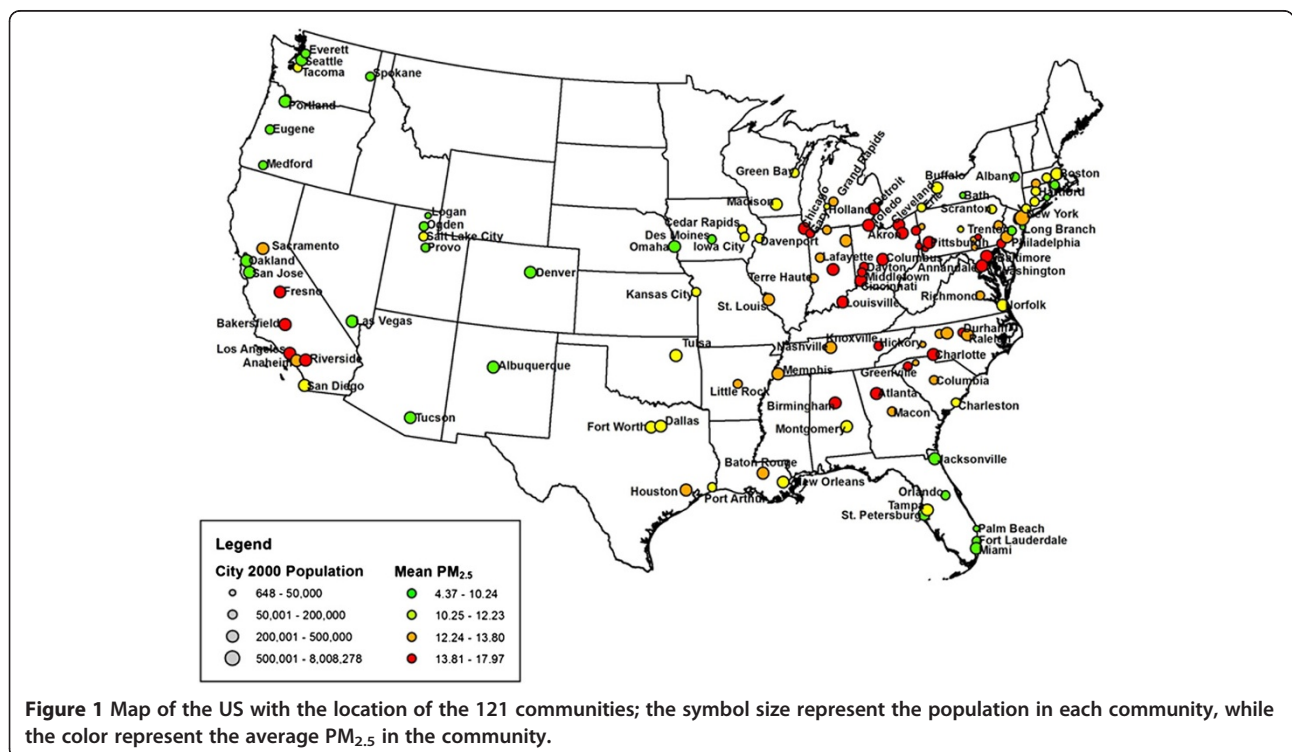 Everett
Seattle
Tacoma
Spokane
Portland
Eugene
Medford
Logan
Ogden
Salt Lake City
Provo
Sacramento
Oakland
San Jose
Fresno
Bakersfield
Las Vegas
Los Angeles
Riverside
Anaheim
San Diego
Tucson
Albuquerque
Denver
Green Bay
Madison
Cedar Rapids
Des Moines
Iowa City
Omaha
Davenport
Kansas City
St. Louis
Tulsa
Little Rock
Fort Worth
Dallas
Houston
Port Arthur
Baton Rouge
New Orleans
Chicago
Gary
Grand Rapids
Holland
Detroit
Toledo
Cleveland
Erie
Akron
Pittsburgh
Lafayette
Terre Haute
Columbus
Dayton
Middletown
Cincinnati
Louisville
Buffalo
Bath
Albany
Boston
Hartford
Scranton
New York
Trenton
Long Branch
Philadelphia
Baltimore
Annandale
Washington
Richmond
Norfolk
Nashville
Knoxville
Hickory
Durham
Raleigh
Memphis
Charlotte
Greenville
Columbia
Birmingham
Atlanta
Macon
Charleston
Montgomery
Jacksonville
Orlando
Tampa
St. Petersburg
Palm Beach
Fort Lauderdale
Miami
Legend
City 2000 Population
648 - 50,000
50,001 - 200,000
200,001 - 500,000
500,001 - 8,008,278
Mean PM2.5
4.37 - 10.24
10.25 - 12.23
12.24 - 13.80
13.81 - 17.97
Figure 1 Map of the US with the location of the 121 communities; the symbol size represent the population in each community, while
the color represent the average PM2.5 in the community.